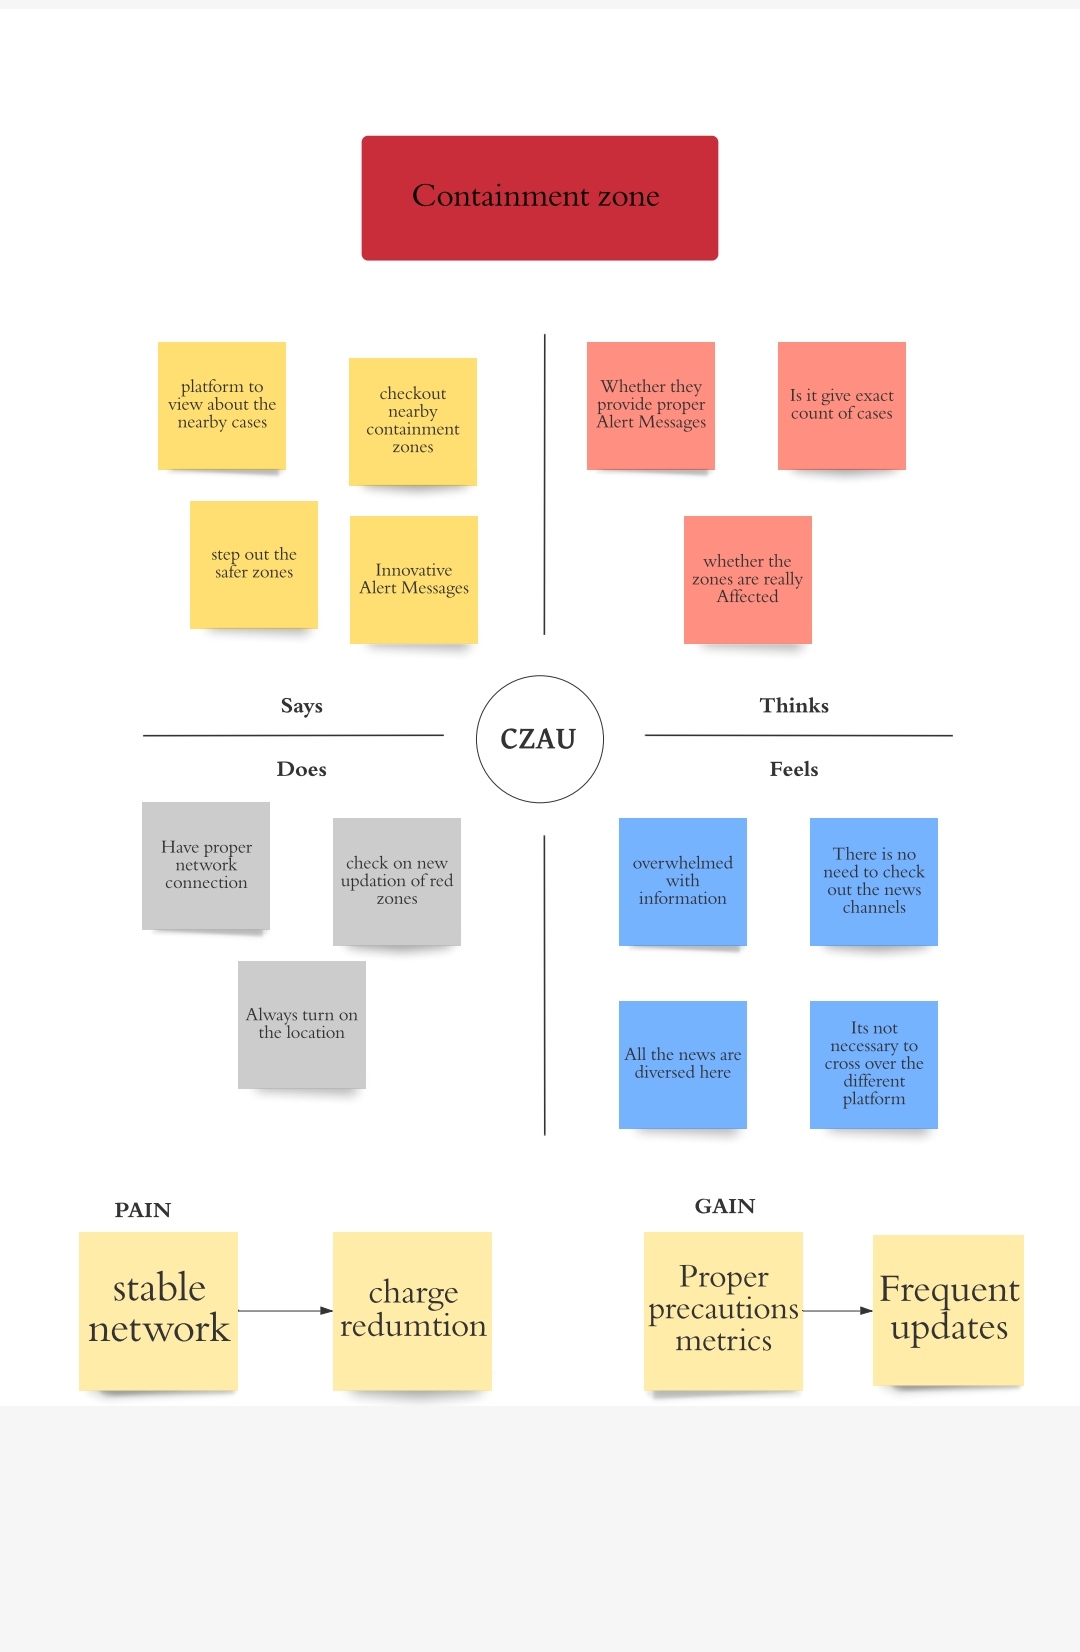 Containment zone
platform to
view about the
nearby cases
checkout
nearby
containment
zones
step out the
safer zones
Innovative
Alert Messages
Whether they
provide proper
Alert Messages
Is it give exact
count of cases
whether the
zones are really
Affected
Says
Thinks
CZAU
Does
Feels
Have proper
network
connection
check on new
updation of red
zones
Always turn on
the location
overwhelmed
with
information
There is no
need to check
out the news
channels
All the news are
diversed here
Its not
necessary to
cross over the
different
platform
PAIN
stable
network
charge
redumtion
GAIN
Proper
precautions
metrics
Frequent
updates